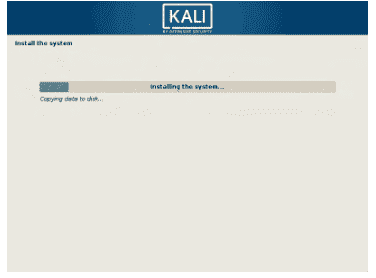 KALI
BY OFFENSIVE SECURITY
Install the system
Installing the system...
Copying data to disk...